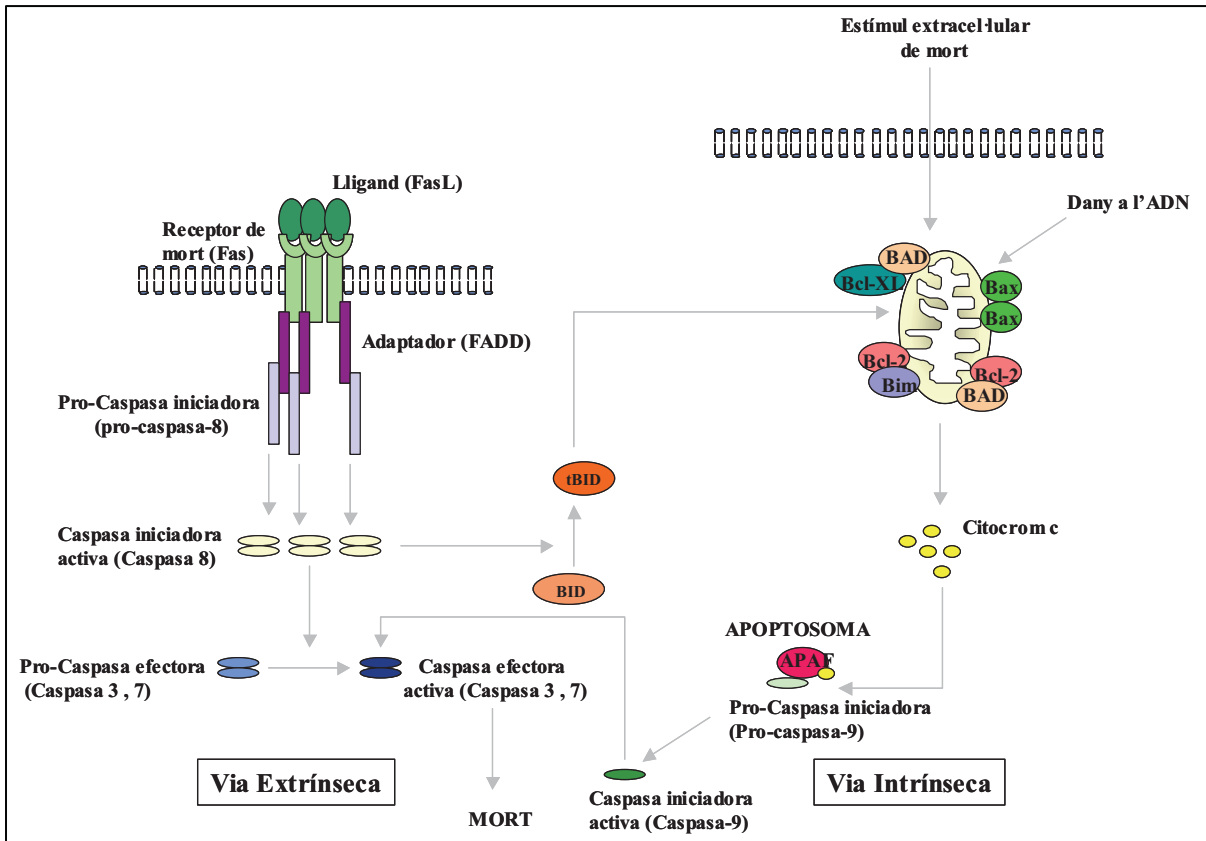 Estímul extracel·lular
de mort
Lligand (FasL)
Receptor de
mort (Fas)
Dany a l'ADN
BAD
Bcl-XL
Bax
Bax
Bcl-2
Bim
Bcl-2
BAD
Adaptador (FADD)
Pro-Caspasa iniciadora
(pro-caspasa-8)
tBID
Caspasa iniciadora
activa (Caspasa 8)
Citocrom c
BID
APOPTOSOMA
APAF
Pro-Caspasa efectora
(Caspasa 3 , 7)
Caspasa efectora
activa (Caspasa 3 , 7)
Pro-Caspasa iniciadora
(Pro-caspasa-9)
Via Extrínseca
Via Intrínseca
MORT
Caspasa iniciadora
activa (Caspasa-9)